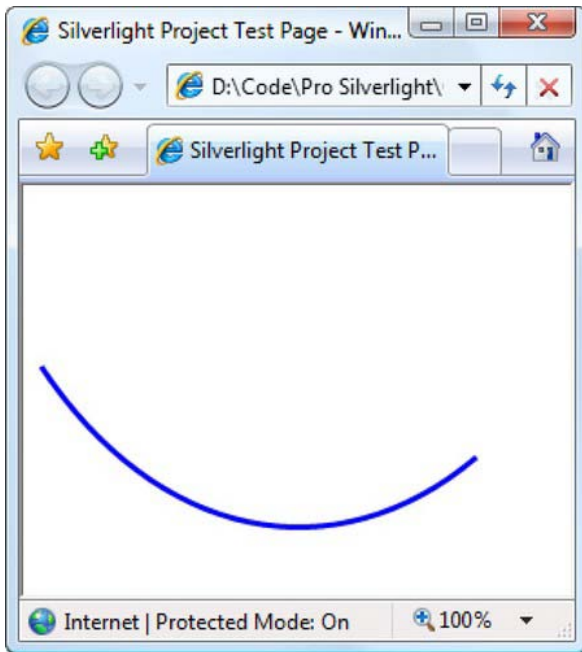 Silverlight Project Test Page - Win...
D:\Code\Pro Silverlight\
Silverlight Project Test P...
Internet | Protected Mode: On
100%